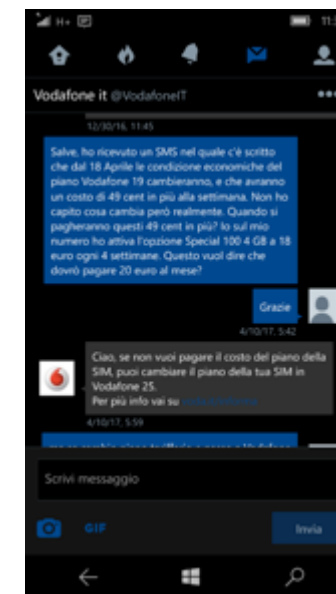 H+
11:3
Vodafone it @VodafoneIT
12/30/16, 11:45
Salve, ho ricevuto un SMS nel quale c'è scritto
che dal 18 Aprile le condizione economiche del
piano Vodafone 19 cambieranno, e che avranno
un costo di 49 cent in più alla settimana. Non ho
capito cosa cambia però realmente. Quando si
pagheranno questi 49 cent in più? Io sul mio
numero ho attiva l'opzione Special 100 4 GB a 18
euro ogni 4 settimane. Questo vuol dire che
dovrò pagare 20 euro al mese?
Grazie
4/10/17, 5:42
Ciao, se non vuoi pagare il costo del piano della
SIM, puoi cambiare il piano della tua SIM in
Vodafone 25.
Per più info vai su
4/10/17, 5:59
Scrivi messaggio
GIF
Invia